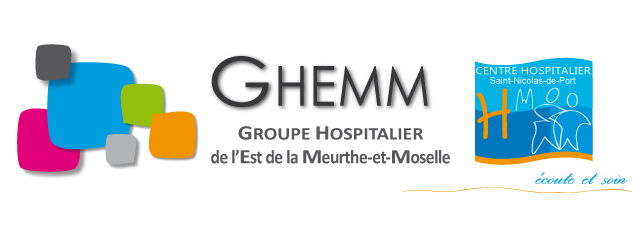 GHEMM
GROUPE HOSPITALIER
de l'Est de la Meurthe-et-Moselle
CENTRE HOSPITALIER
Saint-Nicolas-de-Port
H
écoute et soin